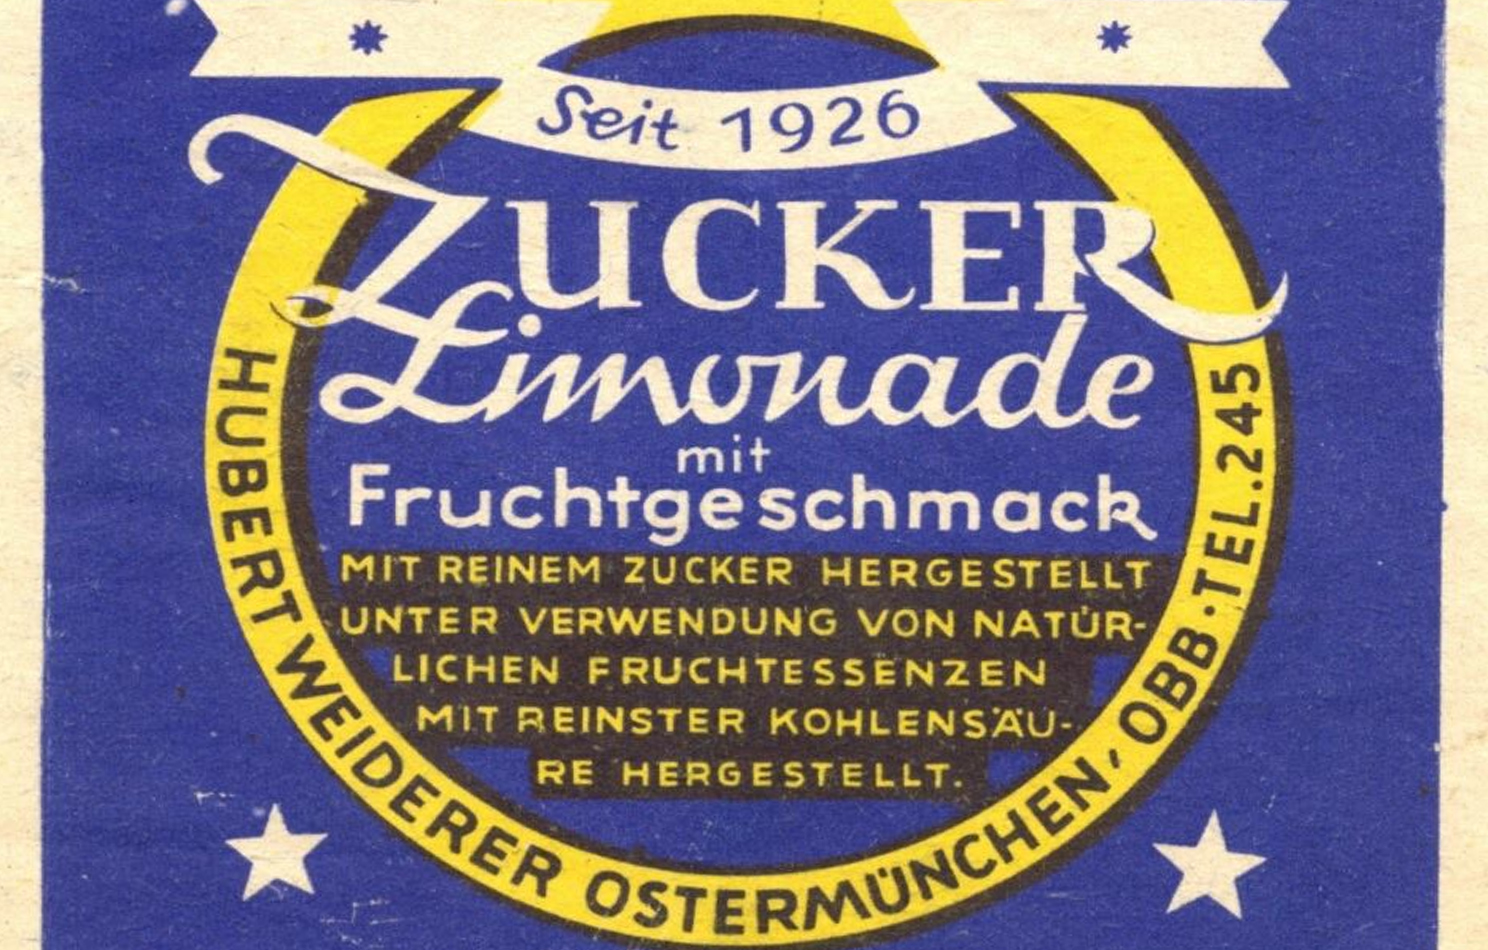 Seit 1926
ZUCKER
Limonade
mit
Fruchtgeschmack
MIT REINEM ZUCKER HERGESTELLT
UNTER VERWENDUNG VON NATÜR-
LICHEN FRUCHTESSENZEN
MIT REINSTER KOHLENSÄU-
RE HERGESTELLT.
HUBERT WEIDERER OSTERMÜNCHEN, OBB·TEL.245